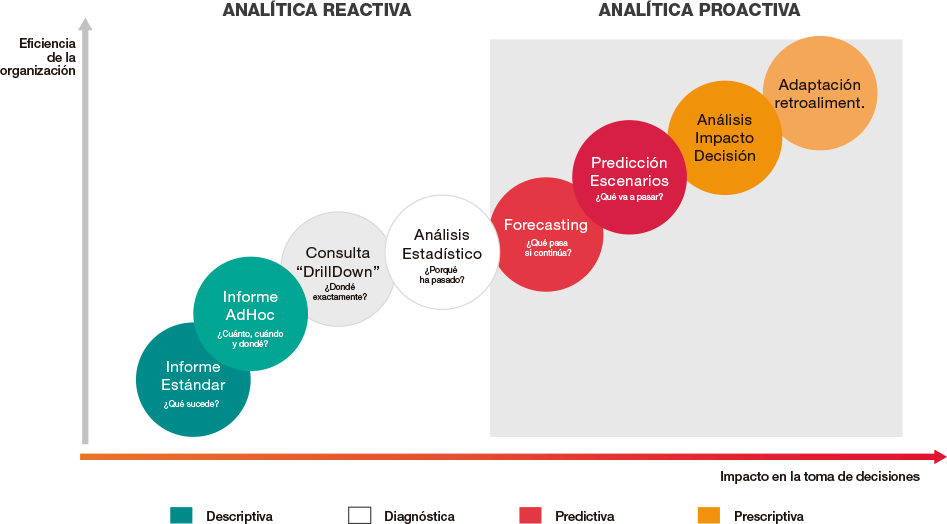 ANALÍTICA REACTIVA
ANALÍTICA PROACTIVA
Eficiencia
de la
organización
Adaptación
retroaliment.
Análisis
Impacto
Decisión
Predicción
Escenarios
¿Qué va a pasar?
Forecasting
¿Qué pasa
si continúa?
Análisis
Estadístico
¿Porqué
ha pasado?
Consulta
“DrillDown”
¿Dondé
exactamente?
Informe
AdHoc
¿Cuánto, cuándo
y dondé?
Informe
Estándar
¿Qué sucede?
Impacto en la toma de decisiones
Descriptiva
Diagnóstica
Predictiva
Prescriptiva